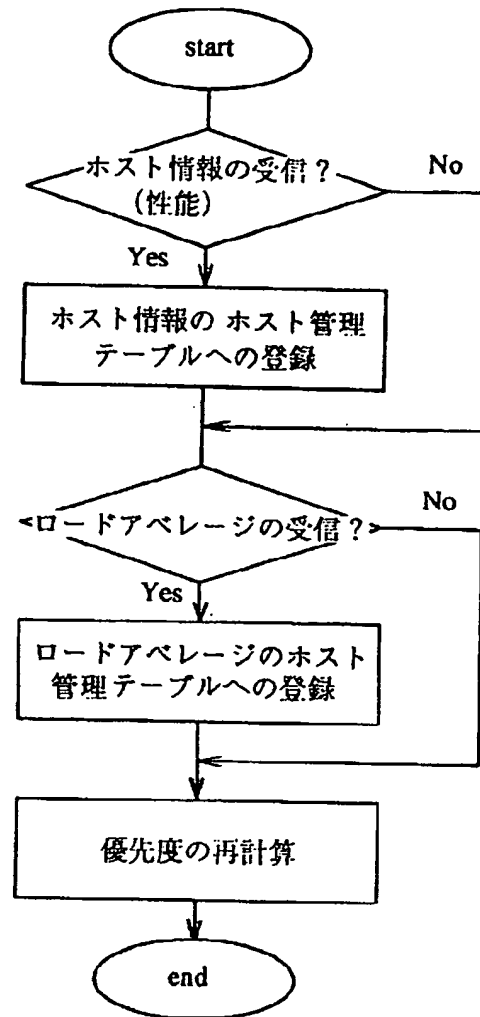 start
ホスト情報の受信？
(性能)
No
Yes
ホスト情報の ホスト管理
テーブルへの登録
ロードアベレージの受信？
No
Yes
ロードアベレージのホスト
管理テーブルへの登録
優先度の再計算
end